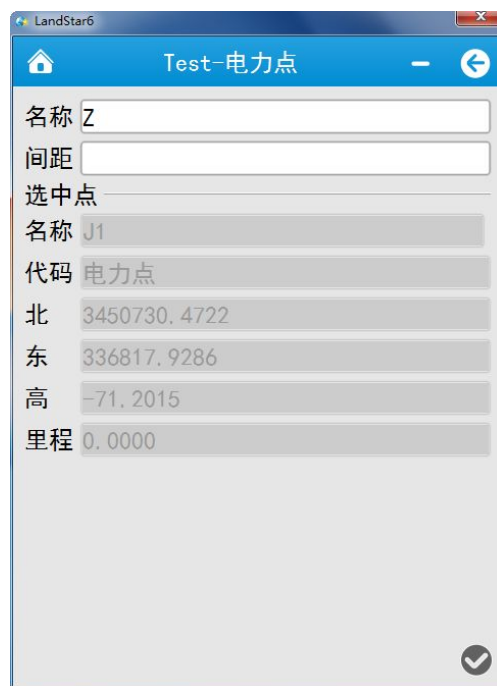 LandStar6
Test-电力点
名称 Z
间距
选中点
名称 J1
代码 电力点
北 3450730.4722
东 336817.9286
高 -71.2015
里程 0.0000